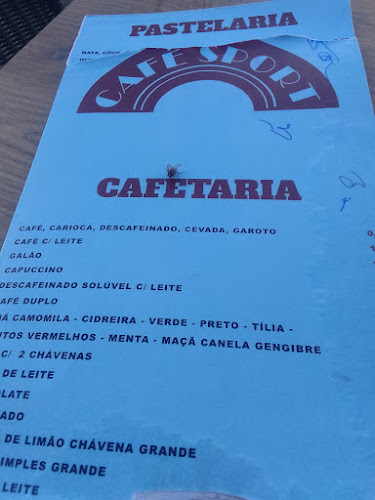 PASTELARIA
NATA, CÔCO,
CAFÉ SPORT
CAFETARIA
CAFÉ, CARIOCA, DESCAFEINADO, CEVADA, GAROTO
CAFÉ C/ LEITE
GALÃO
CAPUCCINO
DESCAFEINADO SOLÚVEL C/ LEITE
AFÉ DUPLO
Á CAMOMILA - CIDREIRA - VERDE - PRETO - TÍLIA -
TOS VERMELHOS - MENTA - MAÇÃ CANELA GENGIBRE
C/ 2 CHÁVENAS
DE LEITE
LATE
ADO
DE LIMÃO CHÁVENA GRANDE
IMPLES GRANDE
LEITE